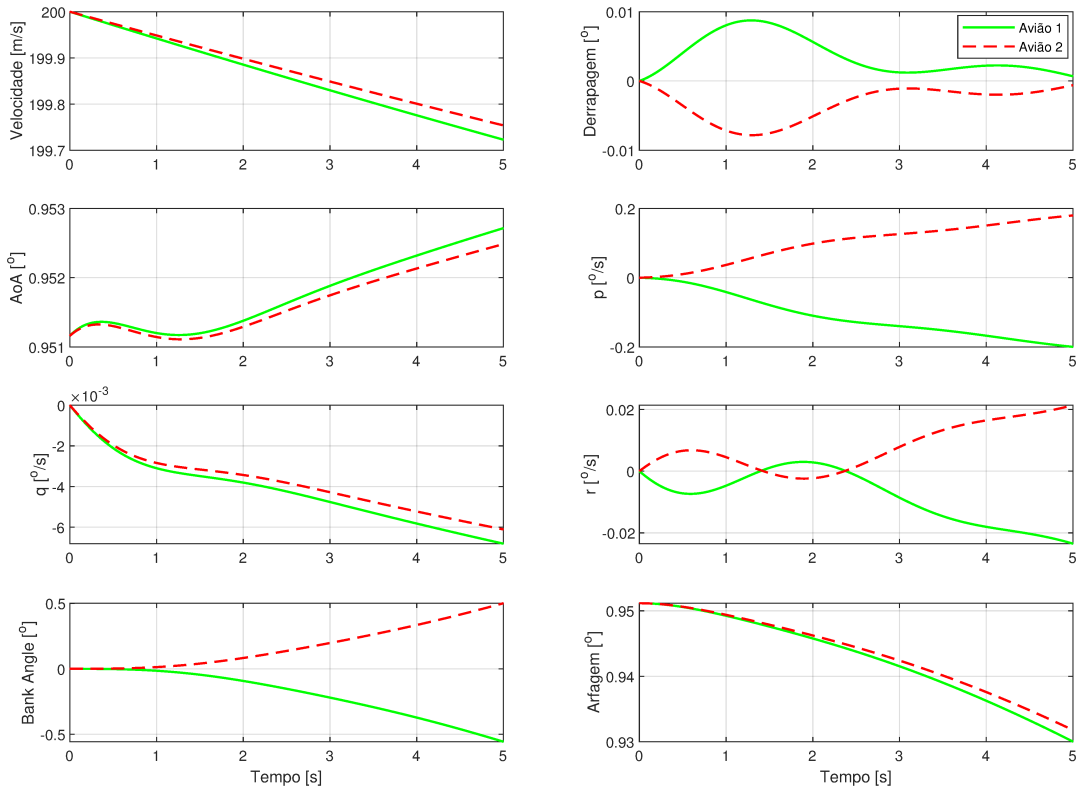 Velocidade [m/s]
200
199.9
199.8
199.7
0 1 2 3 4 5
Derrapagem [°]
0.01
0
-0.01
0 1 2 3 4 5
Avião 1
Avião 2
AoA [°]
0.953
0.952
0.951
0 1 2 3 4 5
p [°/s]
0.2
0
-0.2
0 1 2 3 4 5
q [°/s]
×10⁻³
0
-2
-4
-6
0 1 2 3 4 5
r [°/s]
0.02
0
-0.02
0 1 2 3 4 5
Bank Angle [°]
0.5
0
-0.5
0 1 2 3 4 5
Tempo [s]
Arfagem [°]
0.95
0.94
0.93
0 1 2 3 4 5
Tempo [s]